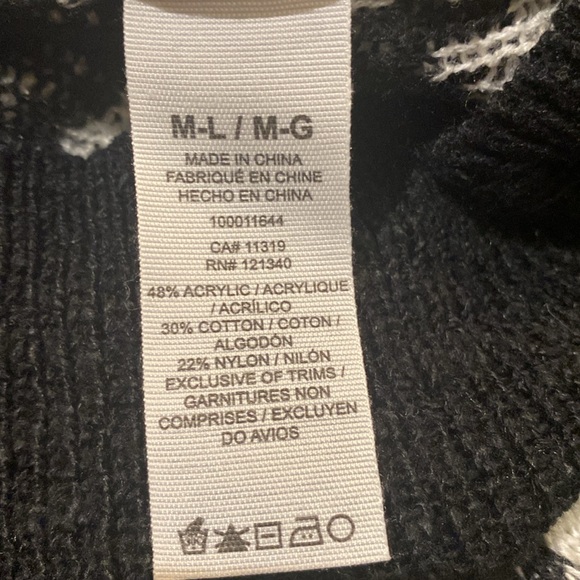 M-L / M-G
MADE IN CHINA
FABRIQUÉ EN CHINE
HECHO EN CHINA
100011644
CA# 11319
RN# 121340
48% ACRYLIC / ACRYLIQUE
/ ACRÍLICO
30% COTTON / COTON /
ALGODÓN
22% NYLON / NILÓN
EXCLUSIVE OF TRIMS /
GARNITURES NON
COMPRISES / EXCLUYEN
DO AVIOS